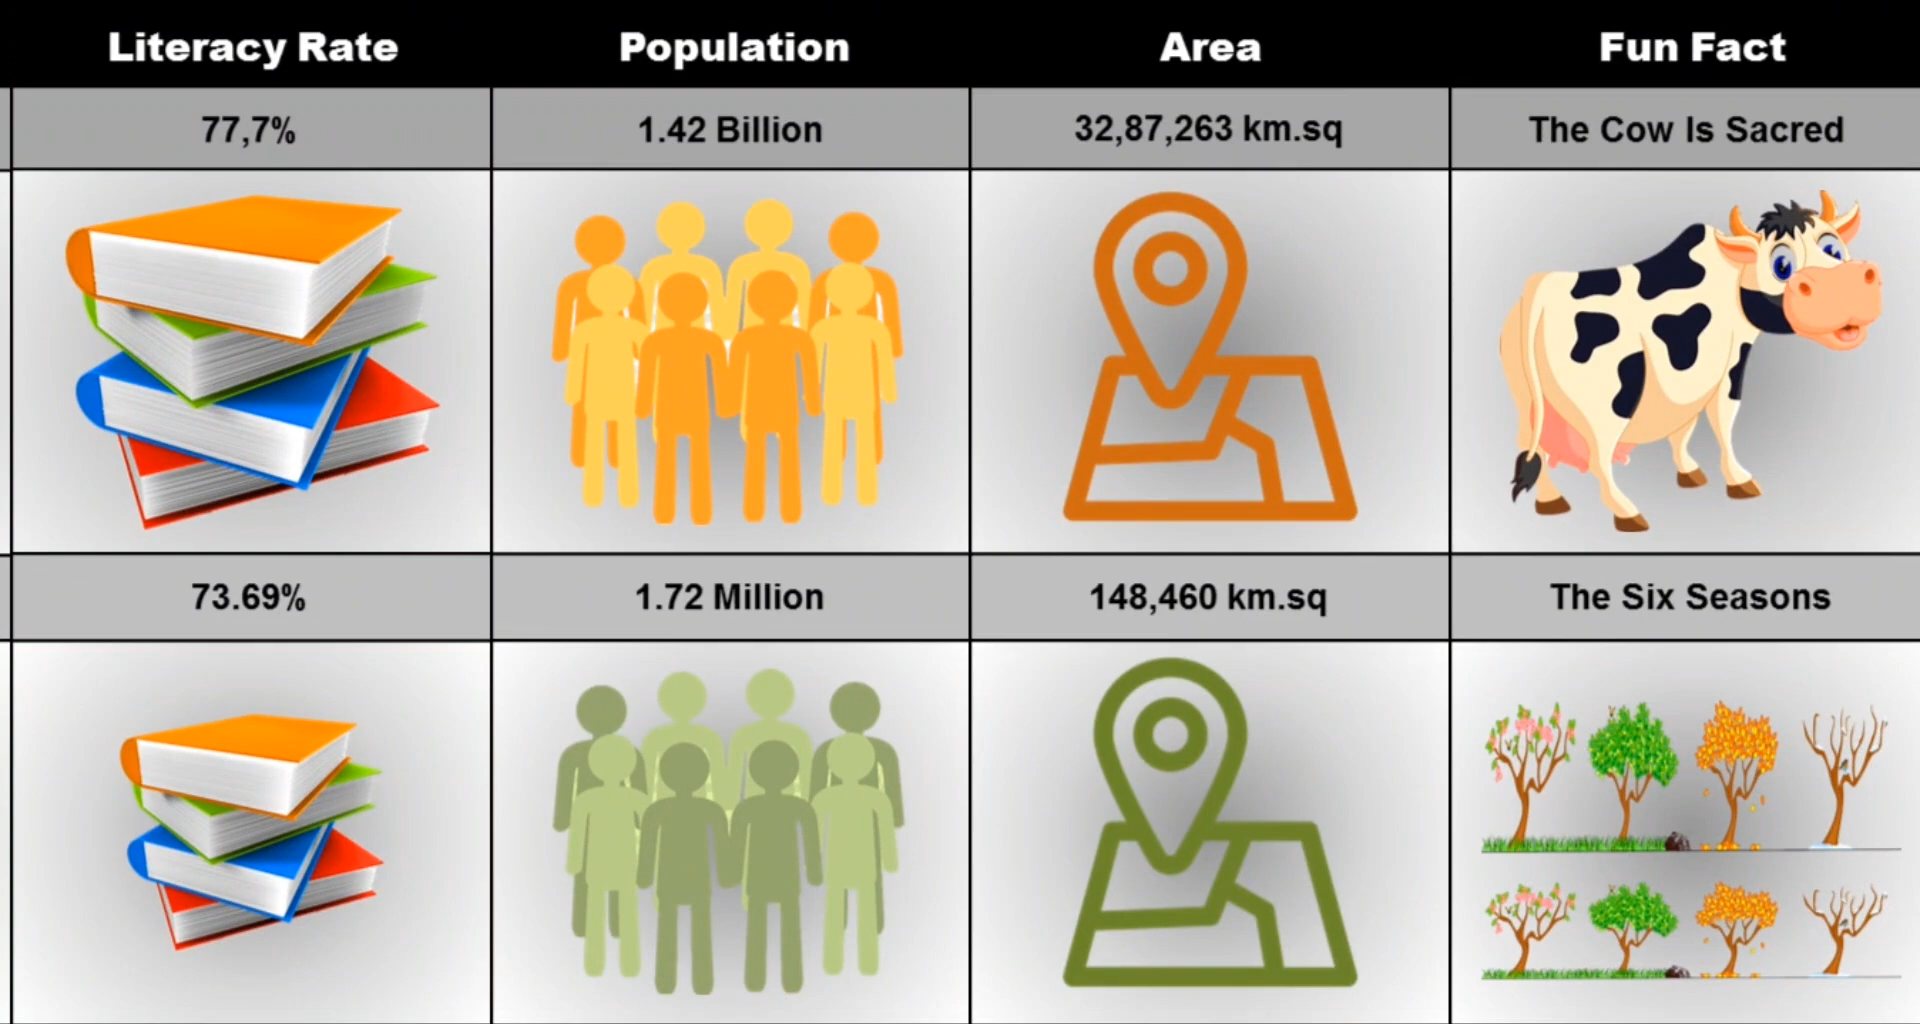 Literacy Rate Population Area Fun Fact
77,7% 1.42 Billion 32,87,263 km.sq The Cow Is Sacred
73.69% 1.72 Million 148,460 km.sq The Six Seasons